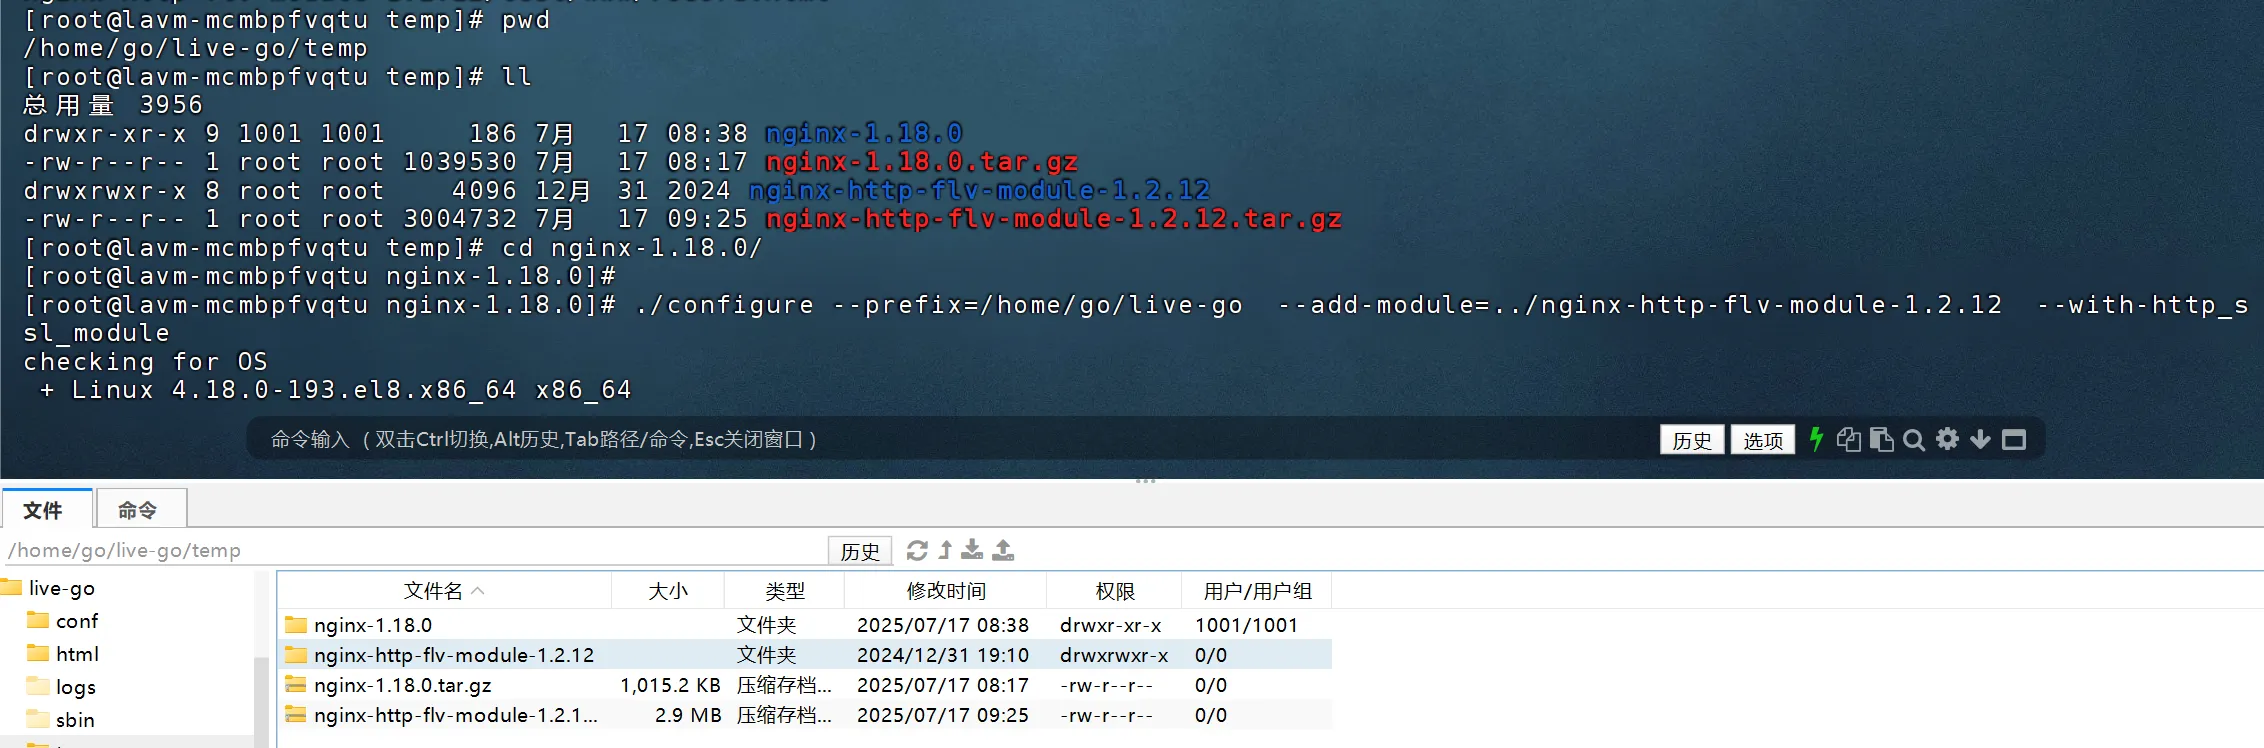 [root@lavm-mcmbpfvqtu temp]# pwd
/home/go/live-go/temp
[root@lavm-mcmbpfvqtu temp]# ll
总用量 3956
drwxr-xr-x 9 1001 1001     186 7月   17 08:38 nginx-1.18.0
-rw-r--r-- 1 root root 1039530 7月   17 08:17 nginx-1.18.0.tar.gz
drwxrwxr-x 8 root root    4096 12月  31 2024 nginx-http-flv-module-1.2.12
-rw-r--r-- 1 root root 3004732 7月   17 09:25 nginx-http-flv-module-1.2.12.tar.gz
[root@lavm-mcmbpfvqtu temp]# cd nginx-1.18.0/
[root@lavm-mcmbpfvqtu nginx-1.18.0]#
[root@lavm-mcmbpfvqtu nginx-1.18.0]# ./configure --prefix=/home/go/live-go  --add-module=../nginx-http-flv-module-1.2.12  --with-http_s
sl_module
checking for OS
 + Linux 4.18.0-193.el8.x86_64 x86_64
命令输入 (双击Ctrl切换,Alt历史,Tab路径/命令,Esc关闭窗口) 历史 选项
文件 命令
/home/go/live-go/temp 历史
live-go
conf
html
logs
sbin
文件名 大小 类型 修改时间 权限 用户/用户组
nginx-1.18.0 文件夹 2025/07/17 08:38 drwxr-xr-x 1001/1001
nginx-http-flv-module-1.2.12 文件夹 2024/12/31 19:10 drwxrwxr-x 0/0
nginx-1.18.0.tar.gz 1,015.2 KB 压缩存档... 2025/07/17 08:17 -rw-r--r-- 0/0
nginx-http-flv-module-1.2.1... 2.9 MB 压缩存档... 2025/07/17 09:25 -rw-r--r-- 0/0